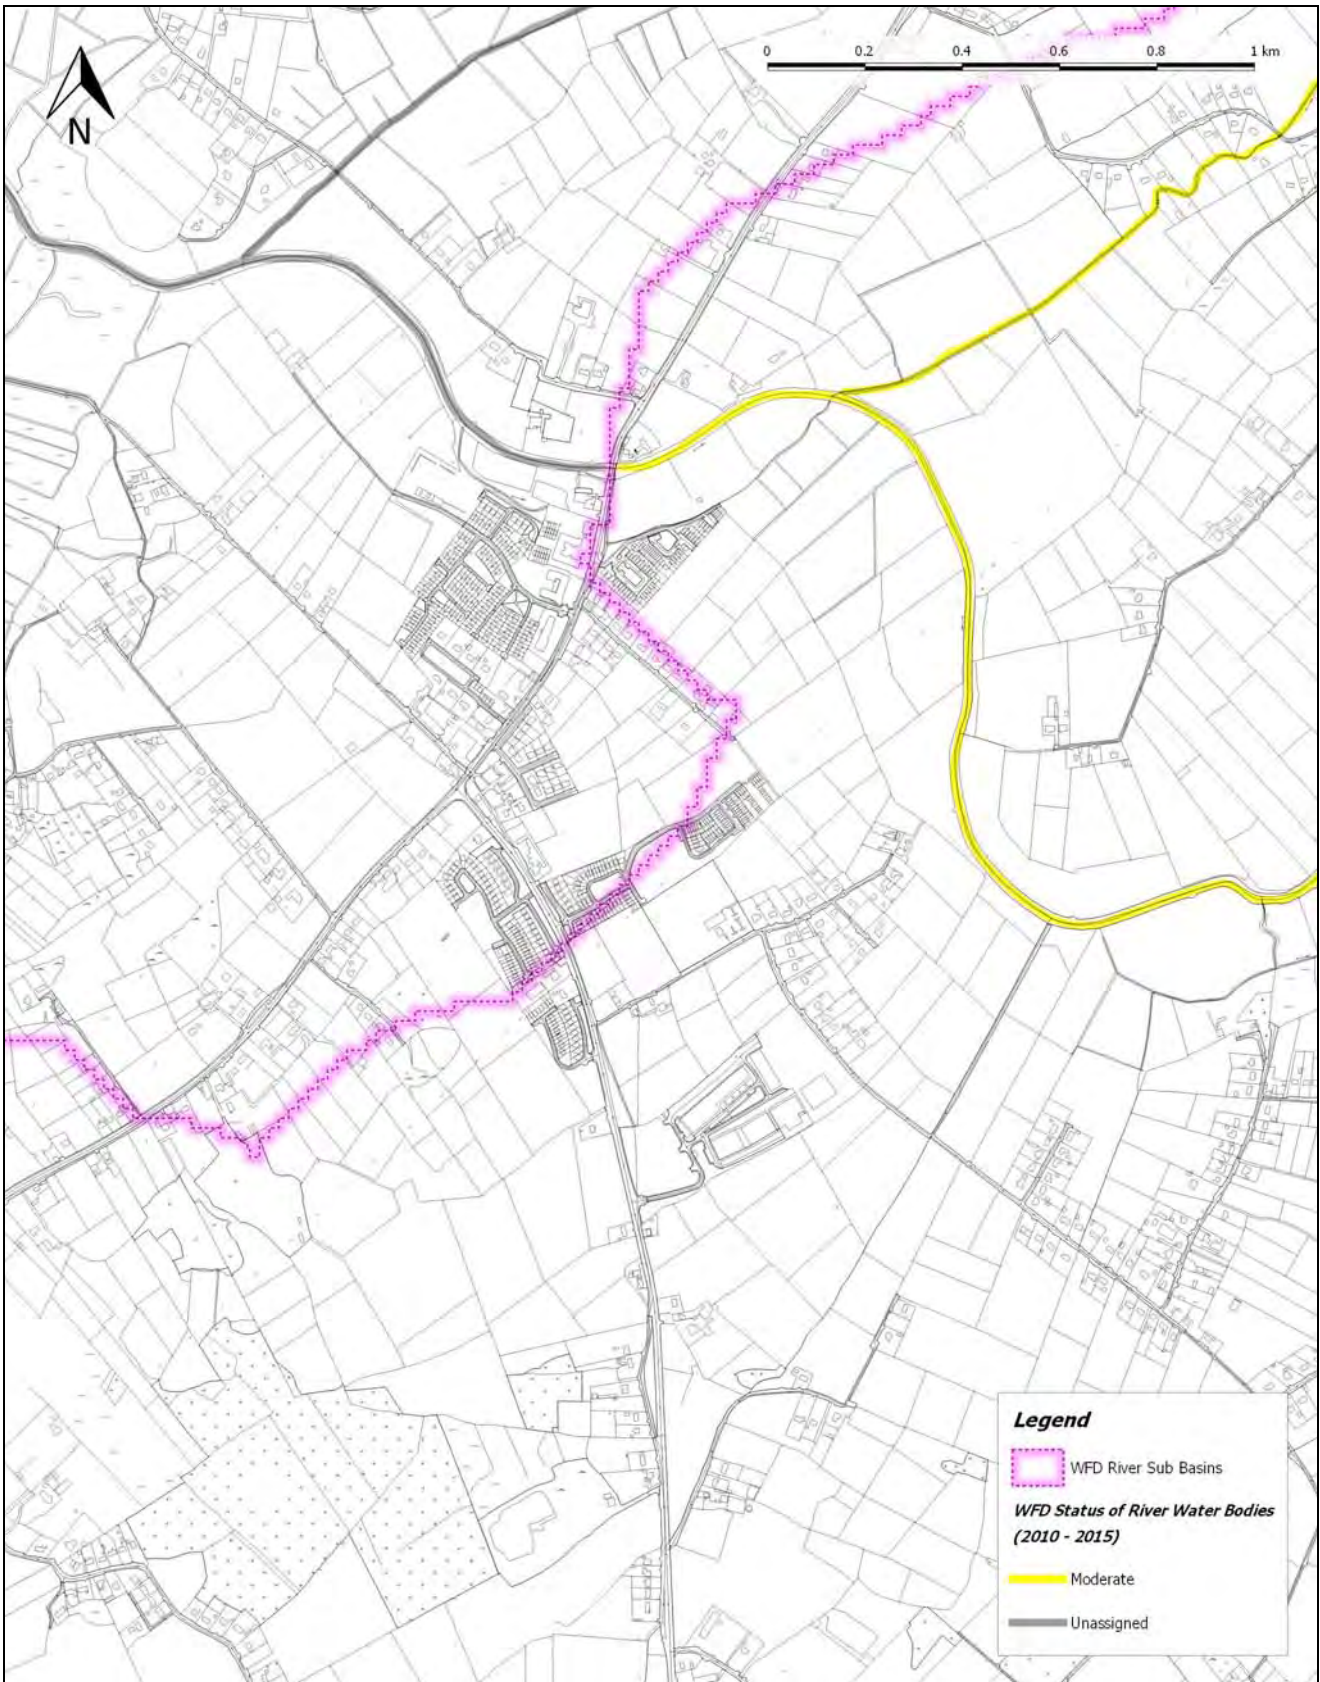 0 0.2 0.4 0.6 0.8 1 km
N
Legend
WFD River Sub Basins
WFD Status of River Water Bodies
(2010 - 2015)
Moderate
Unassigned